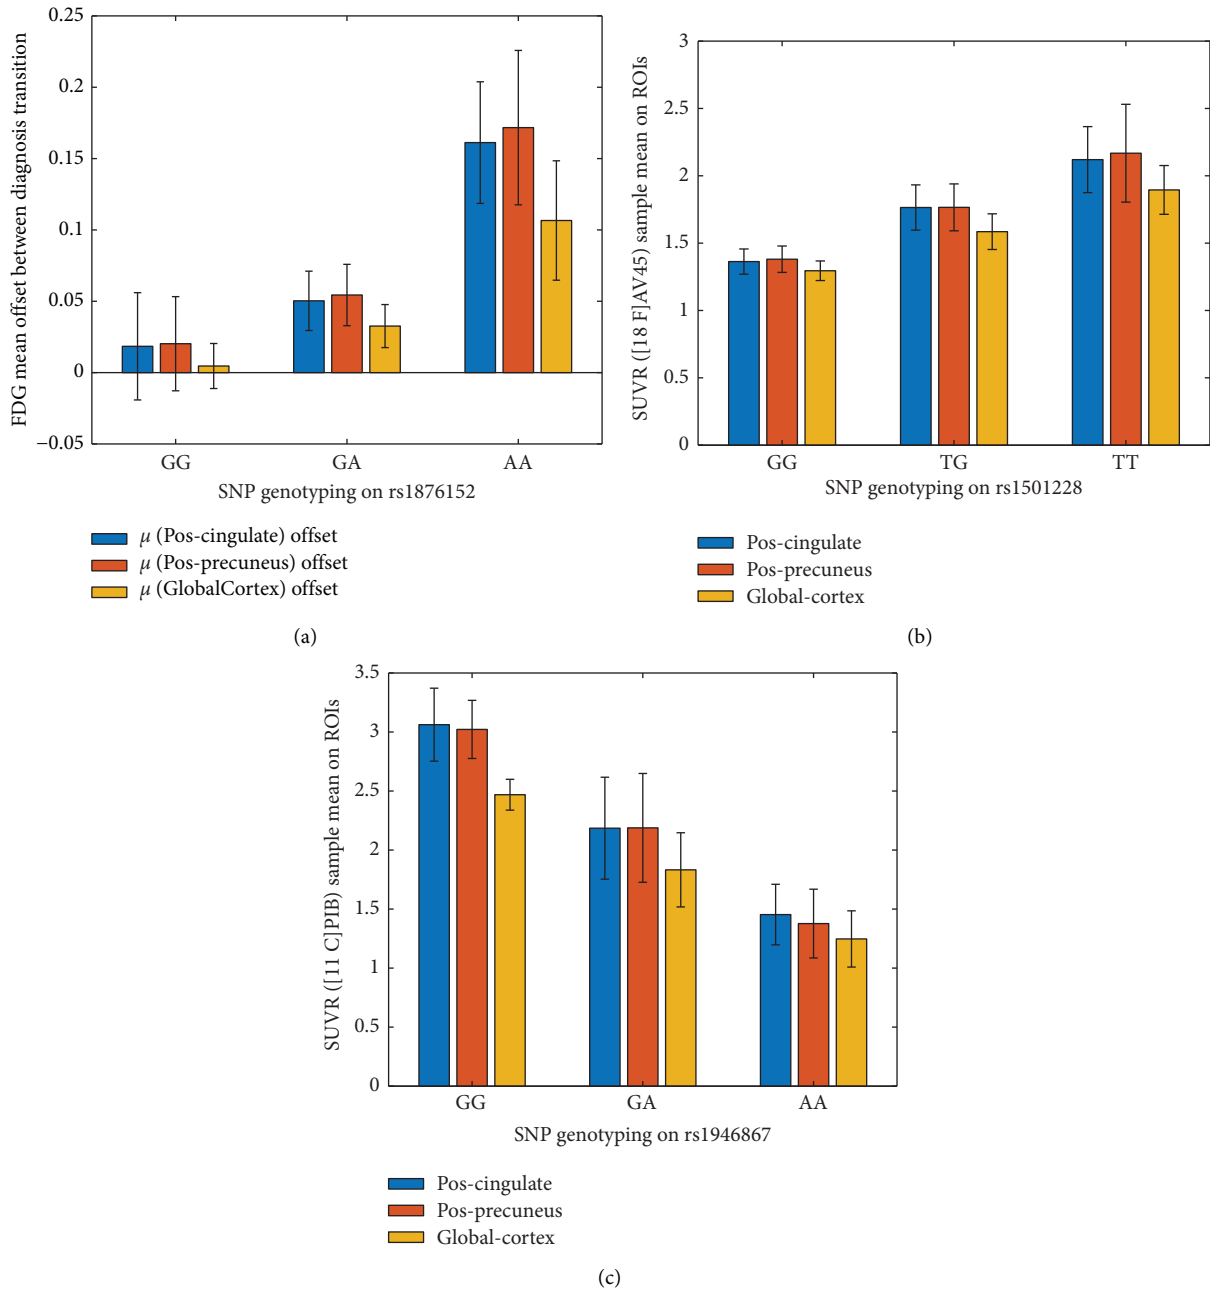 FDG mean offset between diagnosis transition
0.25
0.2
0.15
0.1
0.05
0
−0.05
GG GA AA
SNP genotyping on rs1876152
μ (Pos-cingulate) offset
μ (Pos-precuneus) offset
μ (GlobalCortex) offset
(a)
SUVR ([18 F]AV45) sample mean on ROIs
3
2.5
2
1.5
1
0.5
0
GG TG TT
SNP genotyping on rs1501228
Pos-cingulate
Pos-precuneus
Global-cortex
(b)
SUVR ([11 C]PIB) sample mean on ROIs
3.5
3
2.5
2
1.5
1
0.5
0
GG GA AA
SNP genotyping on rs1946867
Pos-cingulate
Pos-precuneus
Global-cortex
(c)